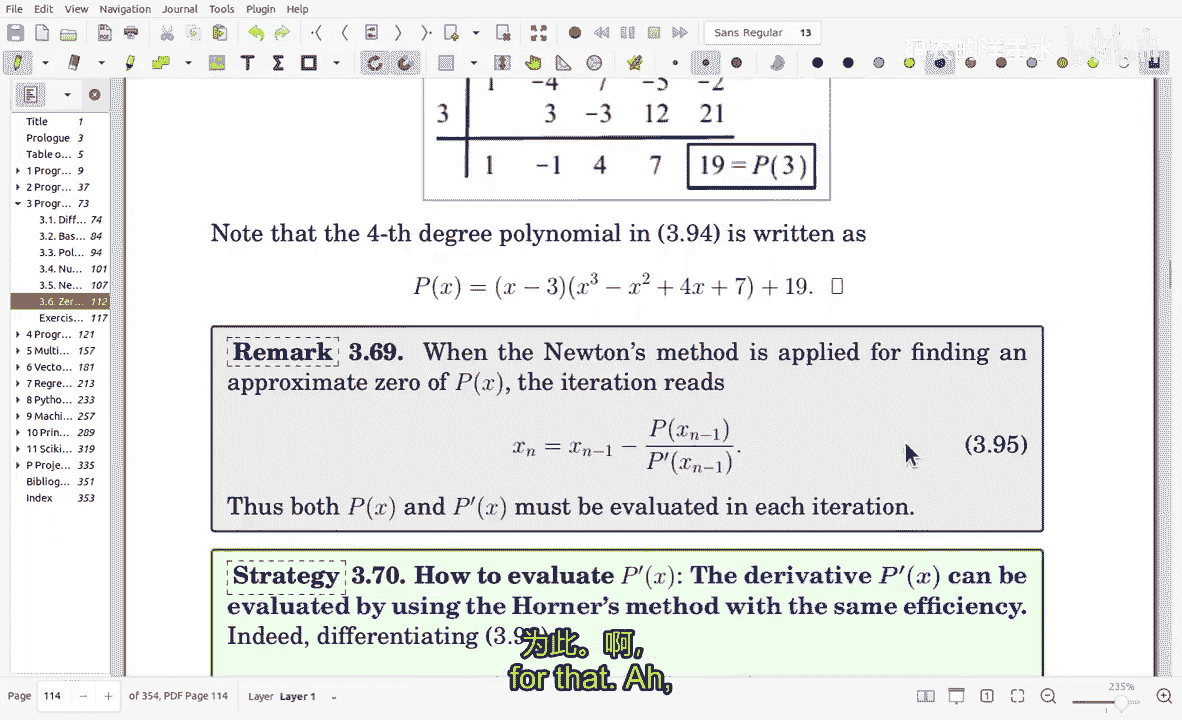 File Edit View Navigation Journal Tools Plugin Help
Sans Regular 13
Title 1
Prologue 3
Table o... 5
1 Progr... 9
2 Progr... 37
3 Progr... 73
3.1. Diff... 74
3.2. Bas... 84
3.3. Pol... 94
3.4. Nu... 101
3.5. Ne... 107
3.6. Zer... 112
Exercis... 117
4 Progr... 121
5 Multi... 157
6 Vecto... 181
7 Regre... 213
8 Pytho... 233
9 Machi... 257
10 Prin... 289
11 Sciki... 319
P Proje... 335
Bibliog... 351
Index 353
1 −4 7 −5 −2
3 3 −3 12 21
1 −1 4 7 19 = P(3)
Note that the 4-th degree polynomial in (3.94) is written as
P(x) = (x − 3)(x³ − x² + 4x + 7) + 19. □
Remark 3.69. When the Newton's method is applied for finding an
approximate zero of P(x), the iteration reads
xₙ = xₙ₋₁ − P(xₙ₋₁)/P′(xₙ₋₁). (3.95)
Thus both P(x) and P′(x) must be evaluated in each iteration.
Strategy 3.70. How to evaluate P′(x): The derivative P′(x) can be
evaluated by using the Horner's method with the same efficiency.
Indeed, differentiating (3.9
为此。啊,
for that. Ah,
Page 114 of 354, PDF Page 114 Layer Layer 1 235%